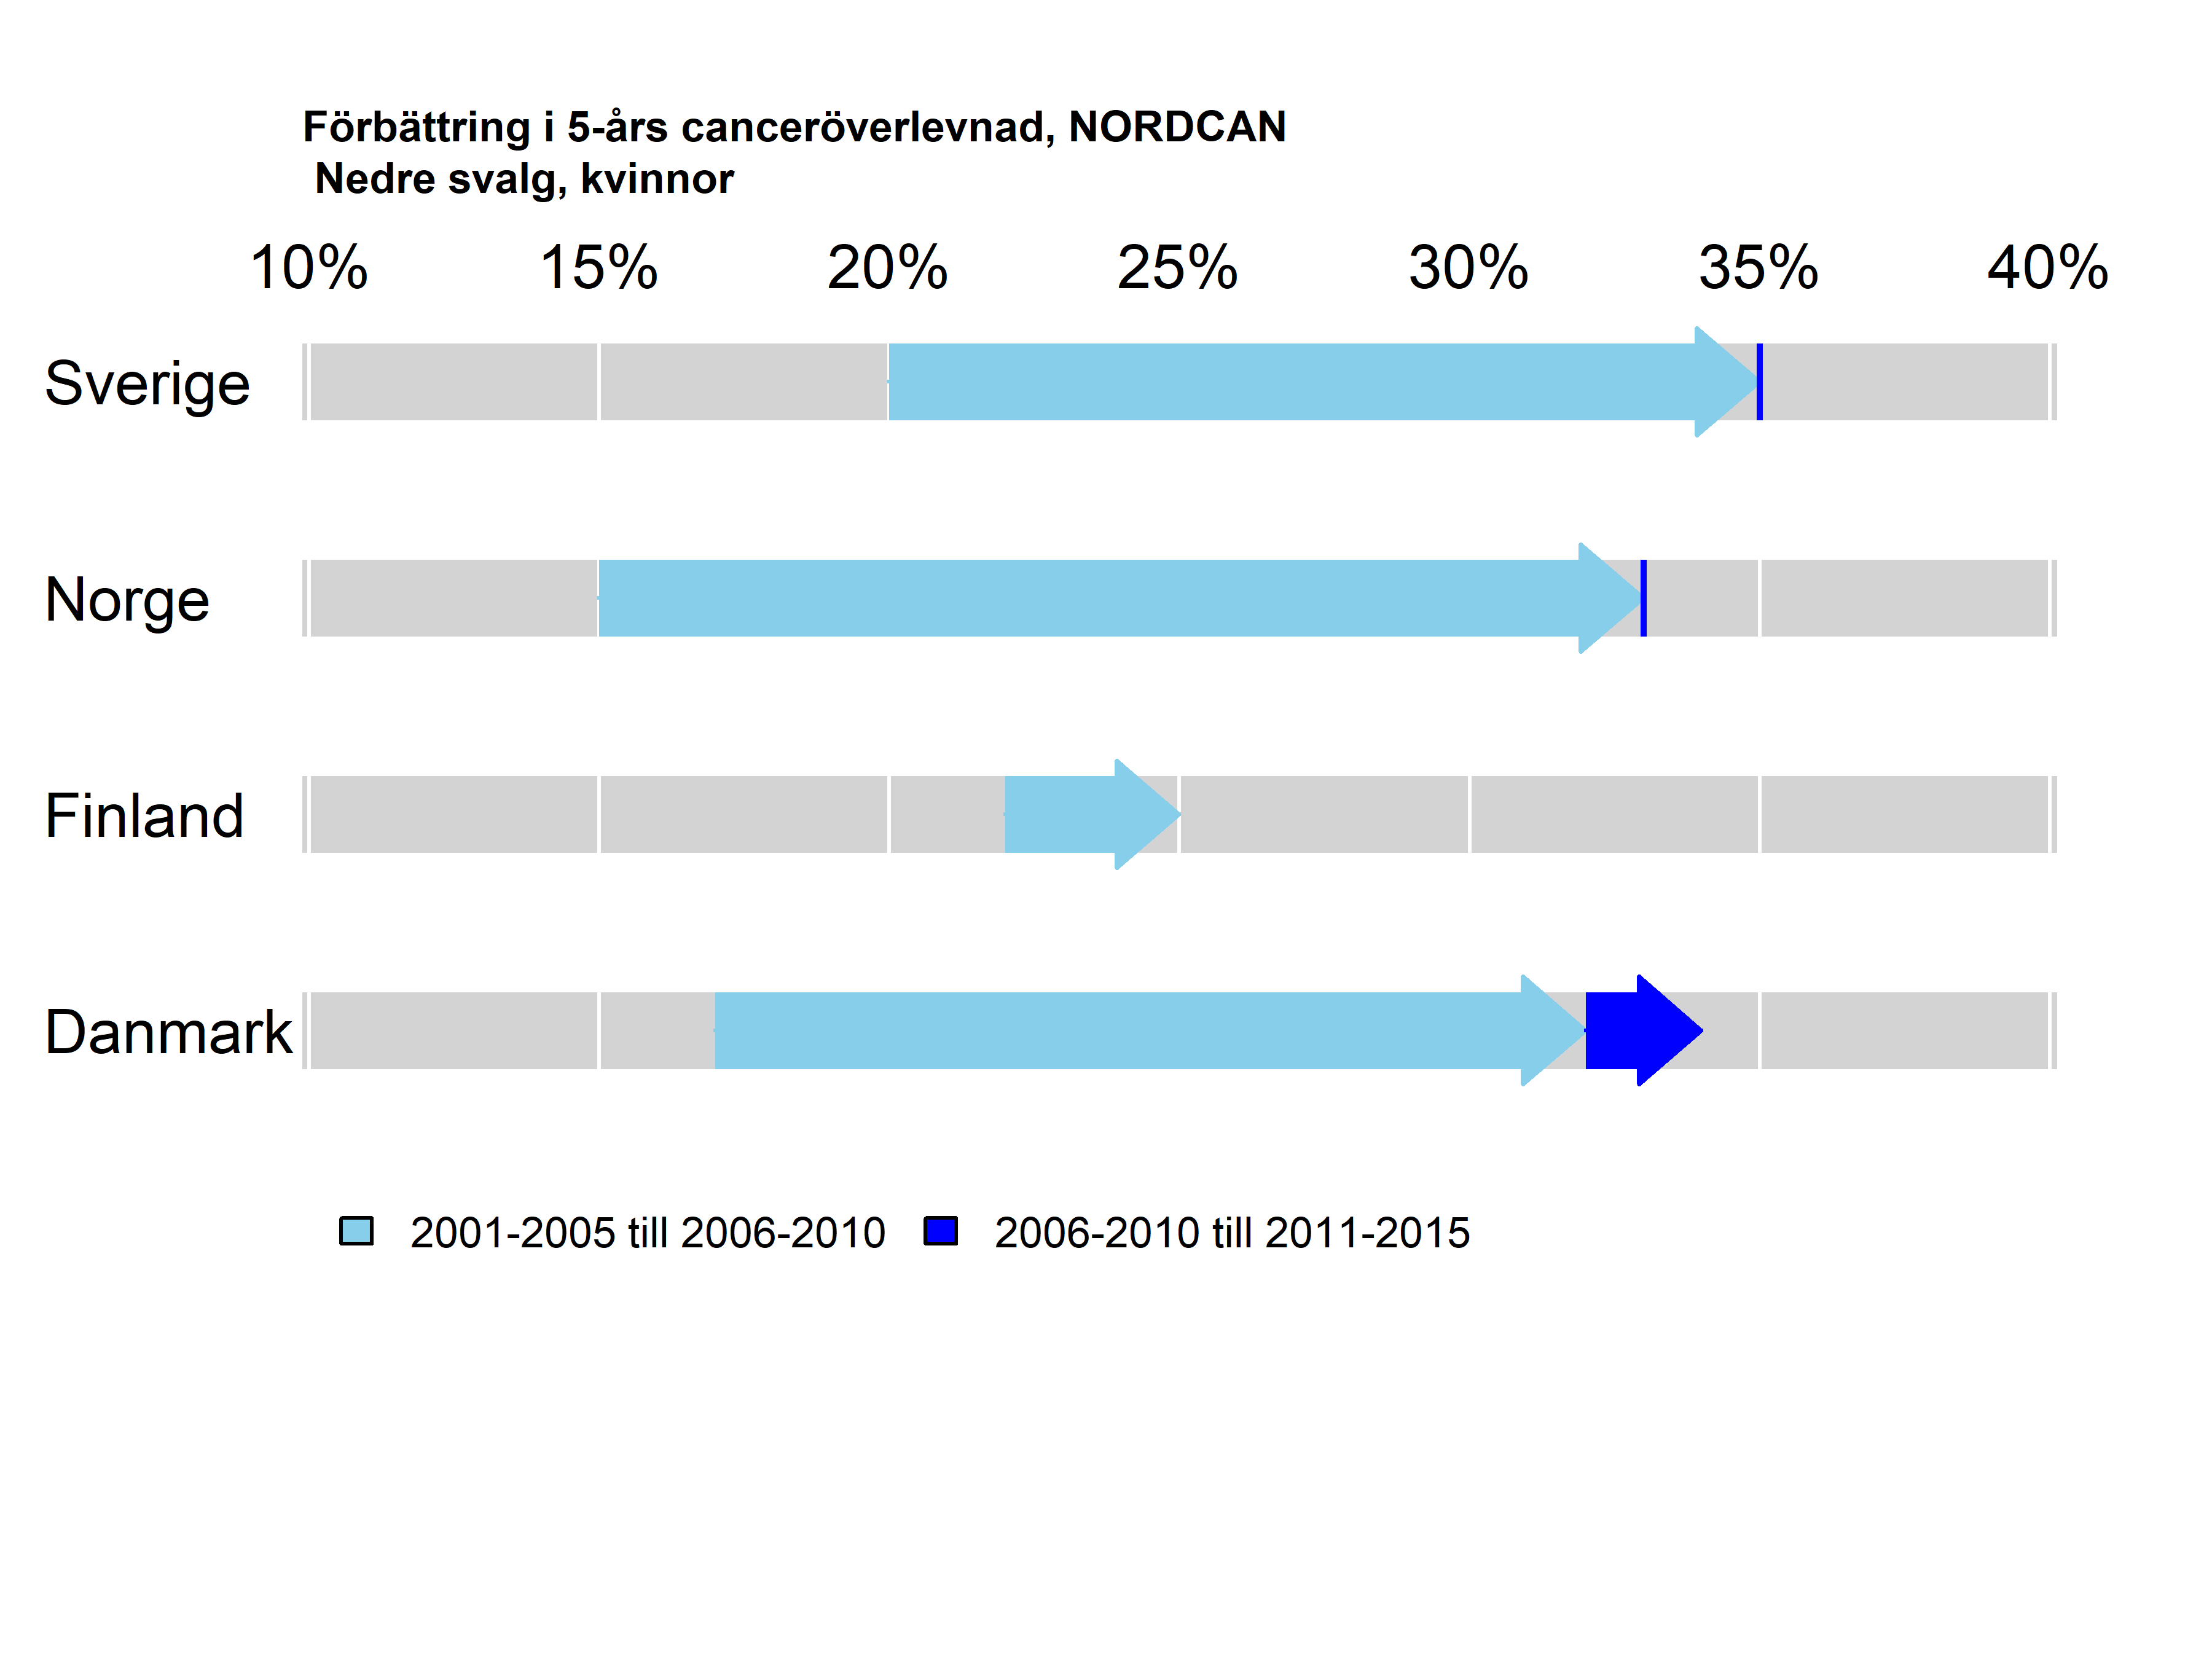 Förbättring i 5-års canceröverlevnad, NORDCAN
Nedre svalg, kvinnor
10% 15% 20% 25% 30% 35% 40%
Sverige
Norge
Finland
Danmark
2001-2005 till 2006-2010 2006-2010 till 2011-2015